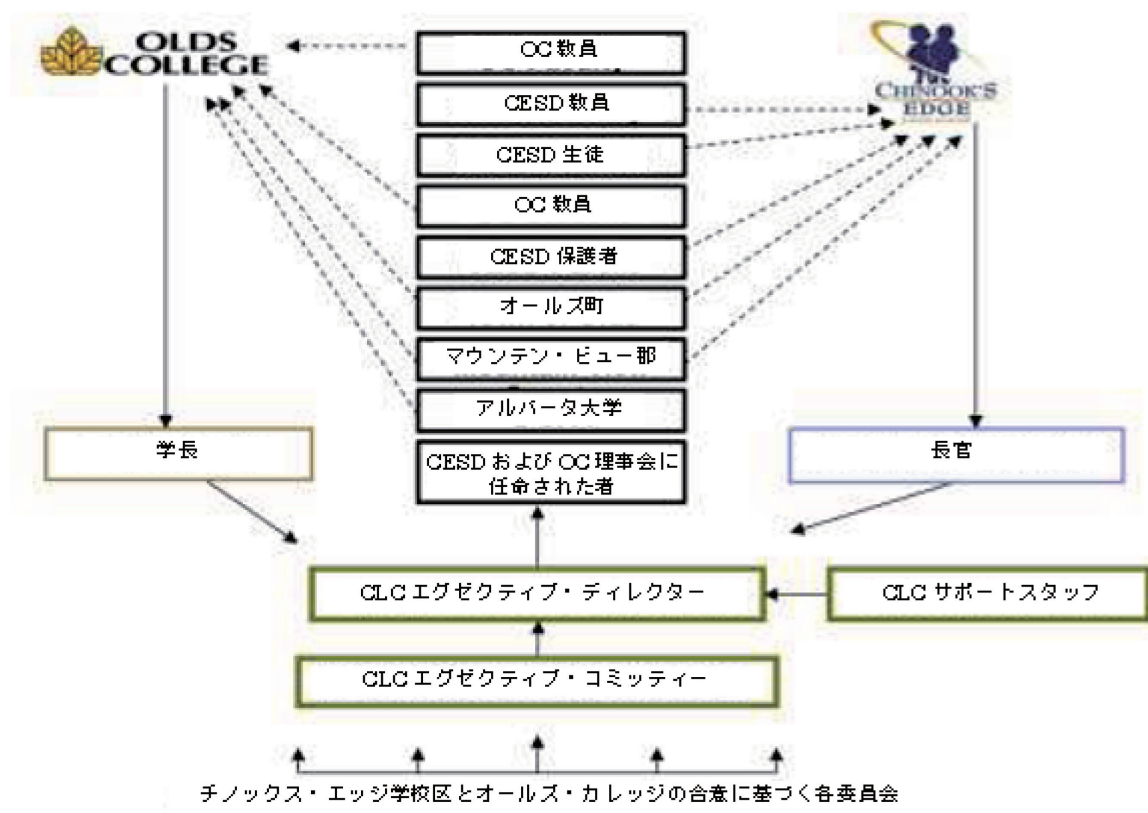 OLDS
COLLEGE
THE
CHINOOK'S
EDGE
OC 教員
CESD 教員
CESD 生徒
OC 教員
CESD 保護者
オールズ町
マウンテン・ビュー郡
アルバータ大学
CESD および OC 理事会に
任命された者
学長
長官
CLC エグゼクティブ・ディレクター
CLC サポートスタッフ
CLC エグゼクティブ・コミッティー
チノックス・エッジ学校区とオールズ・カレッジの合意に基づく各委員会